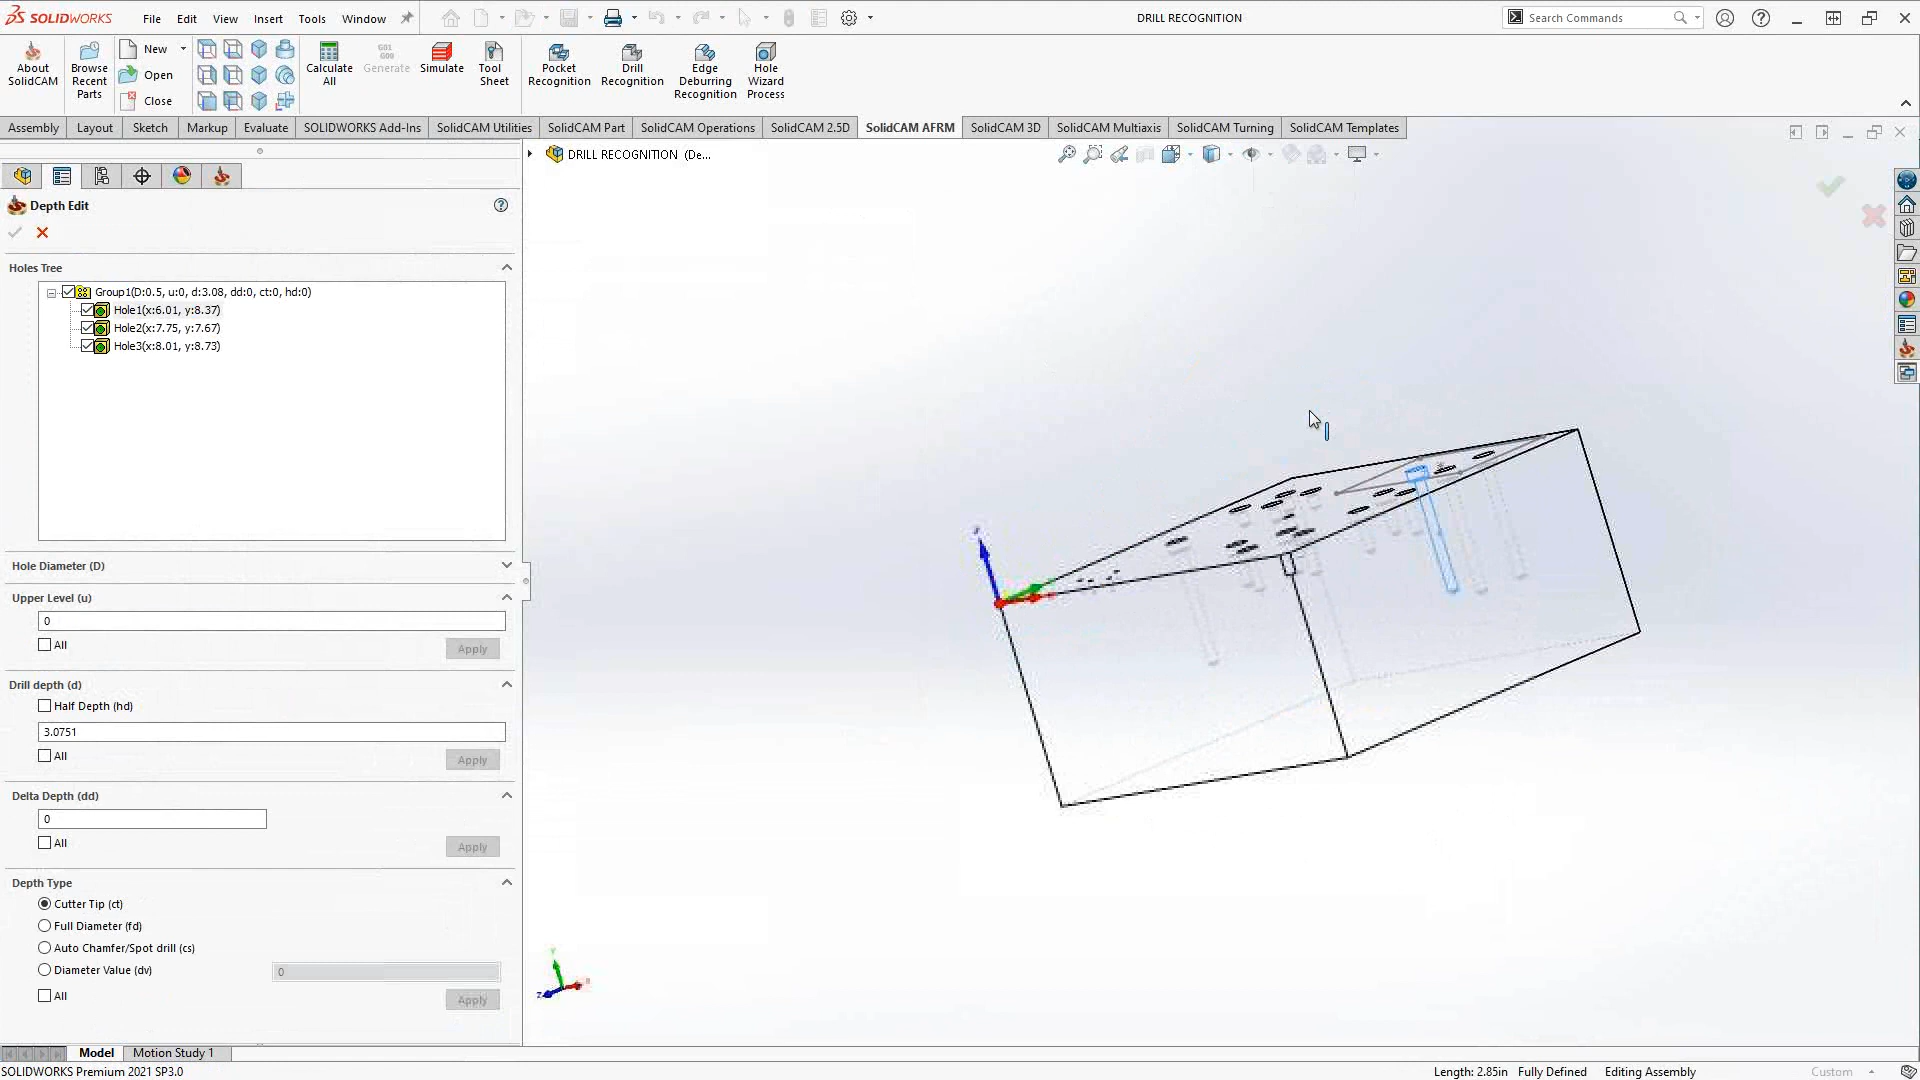 SOLIDWORKS File Edit View Insert Tools Window DRILL RECOGNITION Search Commands
About SolidCAM
Browse Recent Parts
New
Open
Close
Calculate All
G01 G00 Generate
Simulate
Tool Sheet
Pocket Recognition
Drill Recognition
Edge Deburring Recognition
Hole Wizard Process
Assembly Layout Sketch Markup Evaluate SOLIDWORKS Add-Ins SolidCAM Utilities SolidCAM Part SolidCAM Operations SolidCAM 2.5D SolidCAM AFRM SolidCAM 3D SolidCAM Multiaxis SolidCAM Turning SolidCAM Templates
DRILL RECOGNITION (De...
Depth Edit
Holes Tree
Group1(D:0.5, u:0, d:3.08, dd:0, ct:0, hd:0)
Hole1(x:6.01, y:8.37)
Hole2(x:7.75, y:7.67)
Hole3(x:8.01, y:8.73)
Hole Diameter (D)
Upper Level (u)
0
All
Apply
Drill depth (d)
Half Depth (hd)
3.0751
All
Apply
Delta Depth (dd)
0
All
Apply
Depth Type
Cutter Tip (ct)
Full Diameter (fd)
Auto Chamfer/Spot drill (cs)
Diameter Value (dv) 0
All
Apply
Model Motion Study 1
SOLIDWORKS Premium 2021 SP3.0 Length: 2.85in Fully Defined Editing Assembly Custom